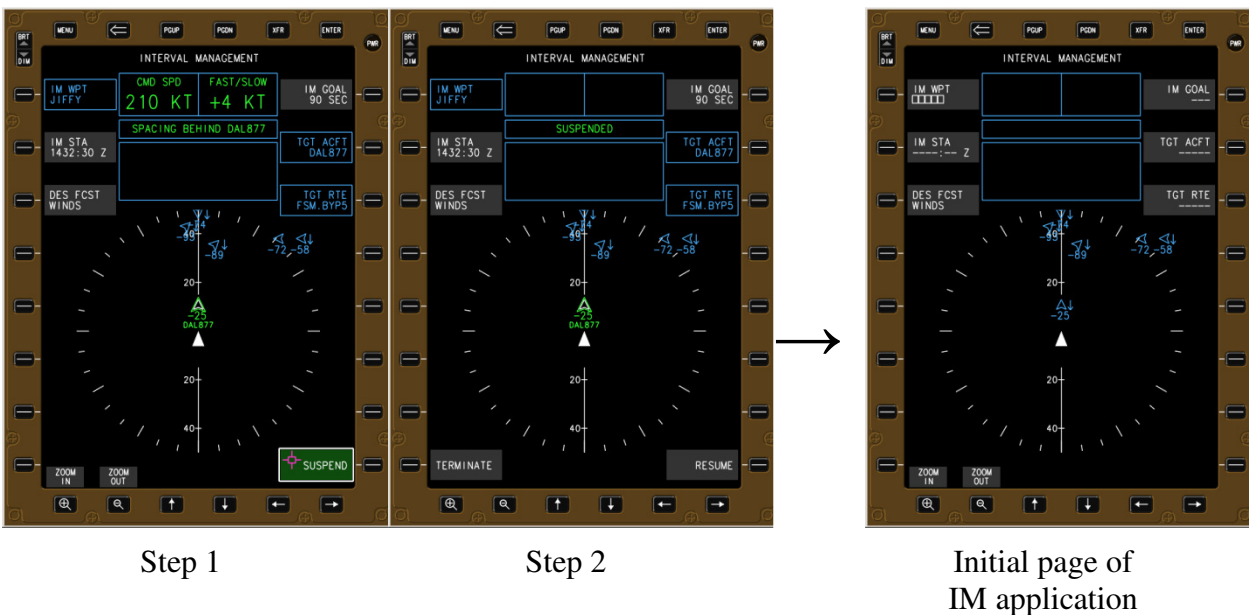 BRT
DIM
MENU
PGUP
PGDN
XFR
ENTER
PWR
INTERVAL MANAGEMENT
IM WPT
JIFFY
CMD SPD
210 KT
FAST/SLOW
+4 KT
IM GOAL
90 SEC
SPACING BEHIND DAL877
IM STA
1432:30 Z
TGT ACFT
DAL877
DES FCST
WINDS
TGT RTE
FSM.BYP5
40
-89
-72
-58
20
-25
DAL877
20
40
ZOOM
IN
ZOOM
OUT
SUSPEND
BRT
DIM
MENU
PGUP
PGDN
XFR
ENTER
PWR
INTERVAL MANAGEMENT
IM WPT
JIFFY
IM GOAL
90 SEC
SUSPENDED
IM STA
1432:30 Z
TGT ACFT
DAL877
DES FCST
WINDS
TGT RTE
FSM.BYP5
40
-89
-72
-58
20
-25
DAL877
20
40
TERMINATE
RESUME
BRT
DIM
MENU
PGUP
PGDN
XFR
ENTER
PWR
INTERVAL MANAGEMENT
IM WPT
□□□□□
IM GOAL
---
IM STA
----:-- Z
TGT ACFT
-----
DES FCST
WINDS
TGT RTE
-----
40
-89
-72
-58
20
-25
20
40
ZOOM
IN
ZOOM
OUT
Step 1
Step 2
Initial page of
IM application